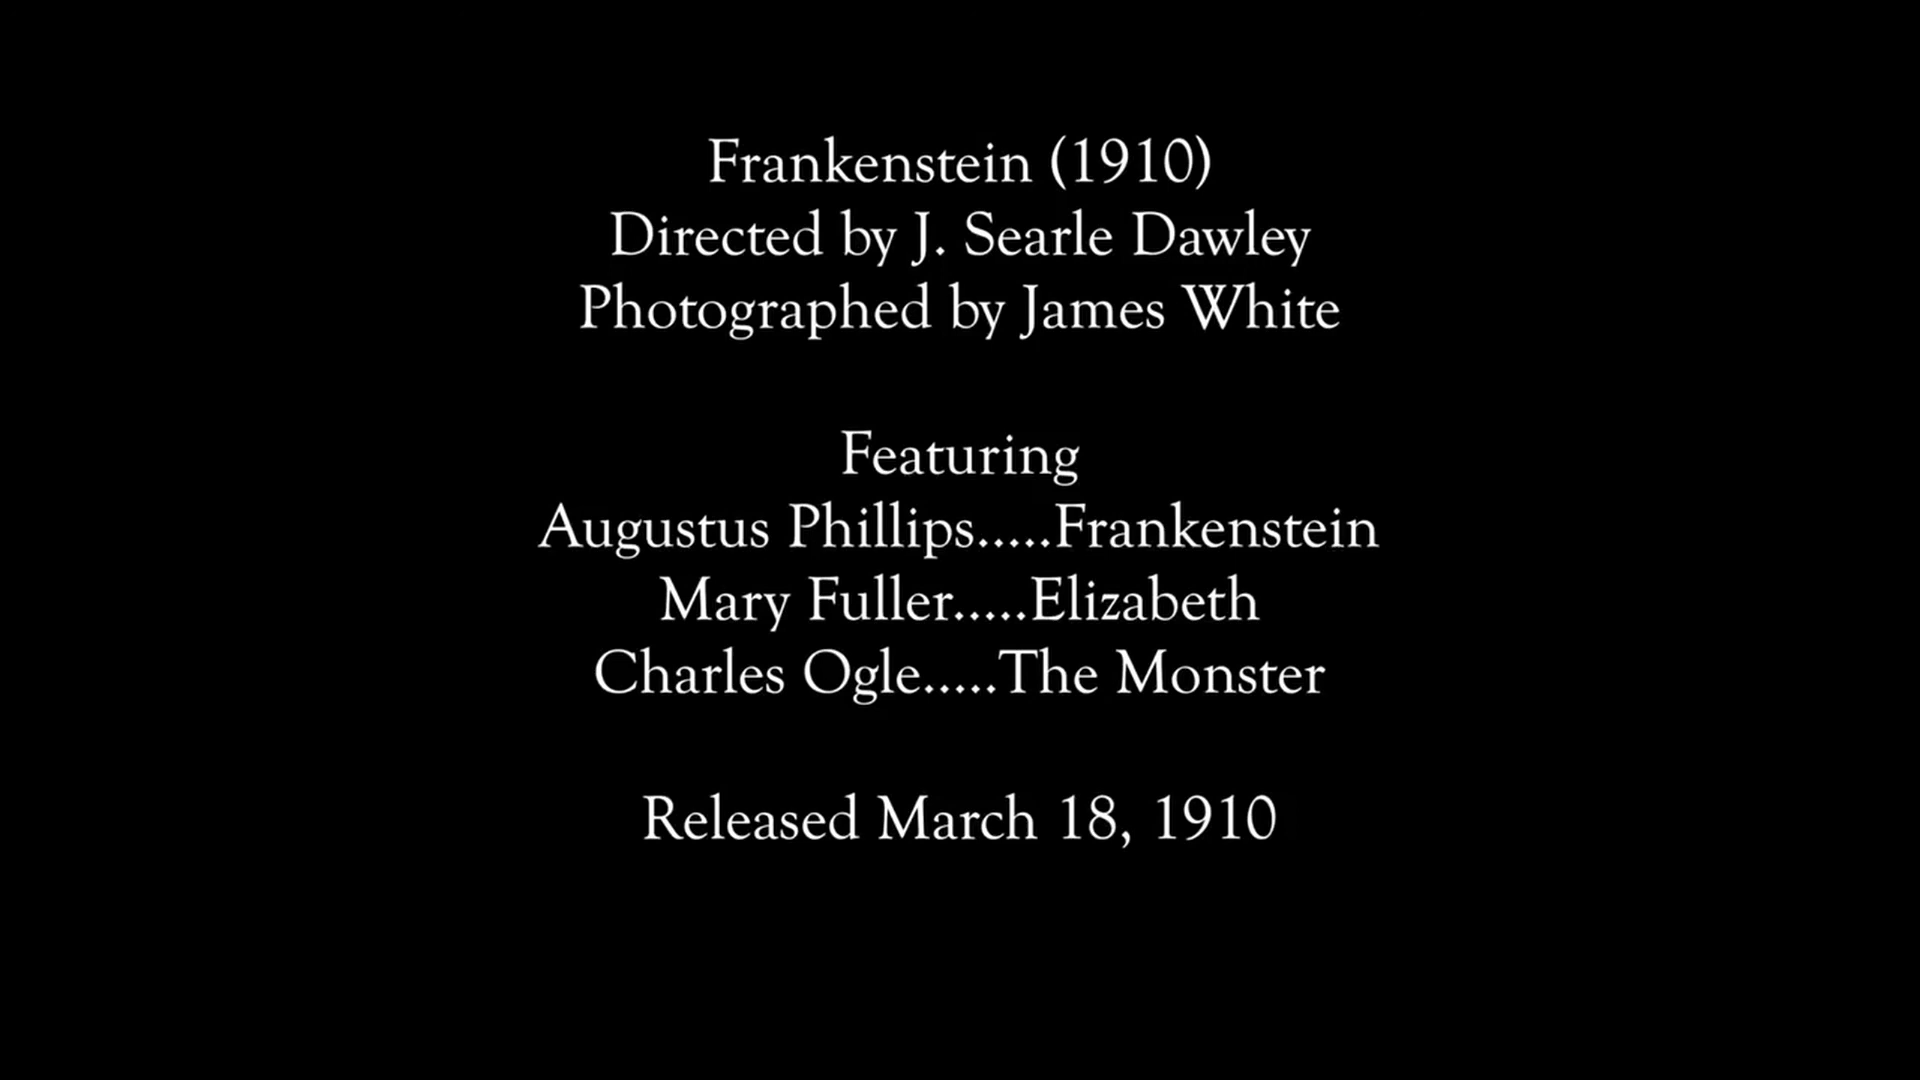 Frankenstein (1910)
Directed by J. Searle Dawley
Photographed by James White
Featuring
Augustus Phillips.....Frankenstein
Mary Fuller.....Elizabeth
Charles Ogle.....The Monster
Released March 18, 1910